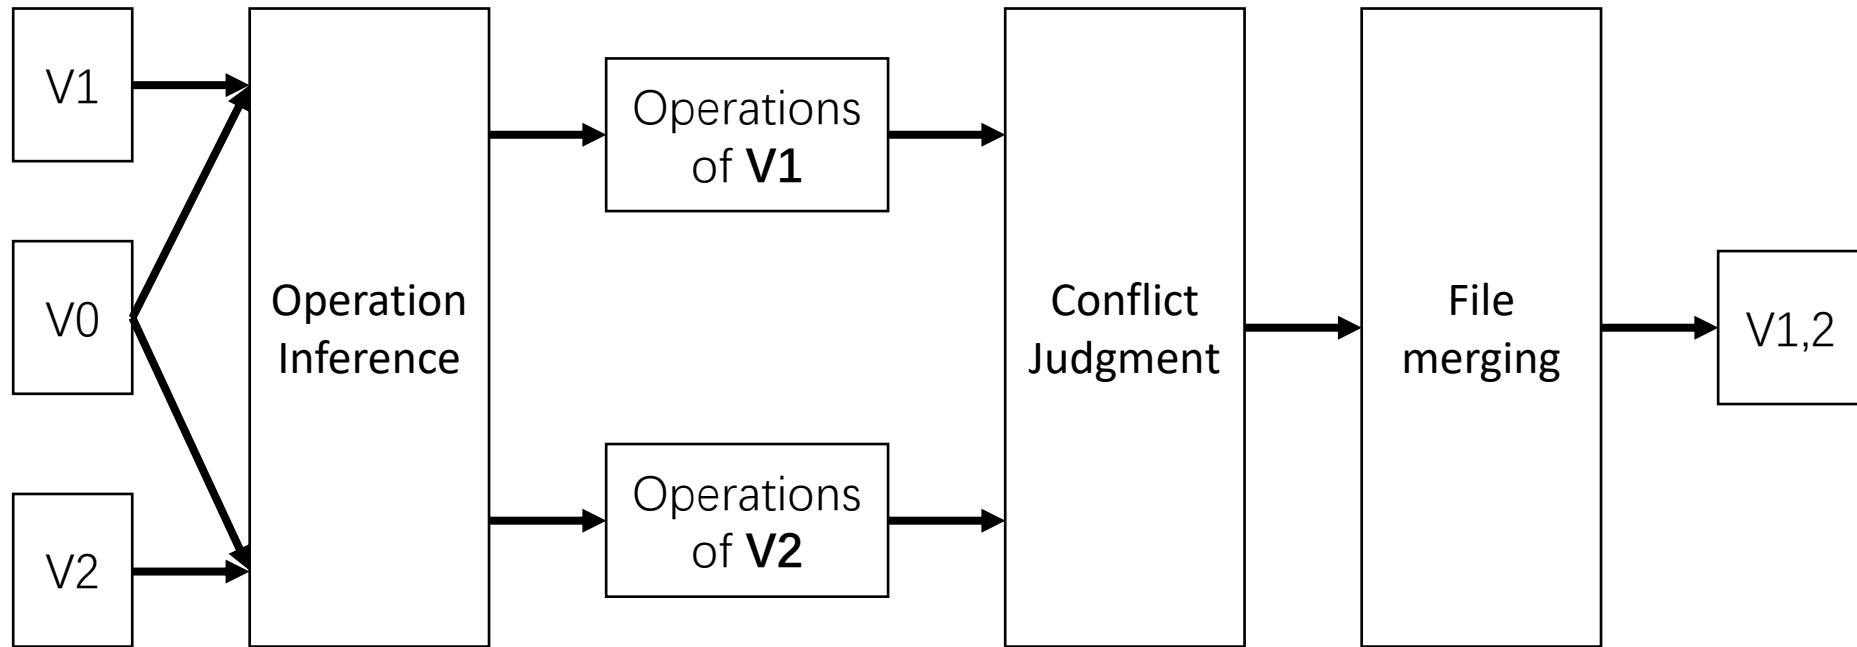 V1
V0
V2
Operation
Inference
Operations
of V1
Operations
of V2
Conflict
Judgment
File
merging
V1,2